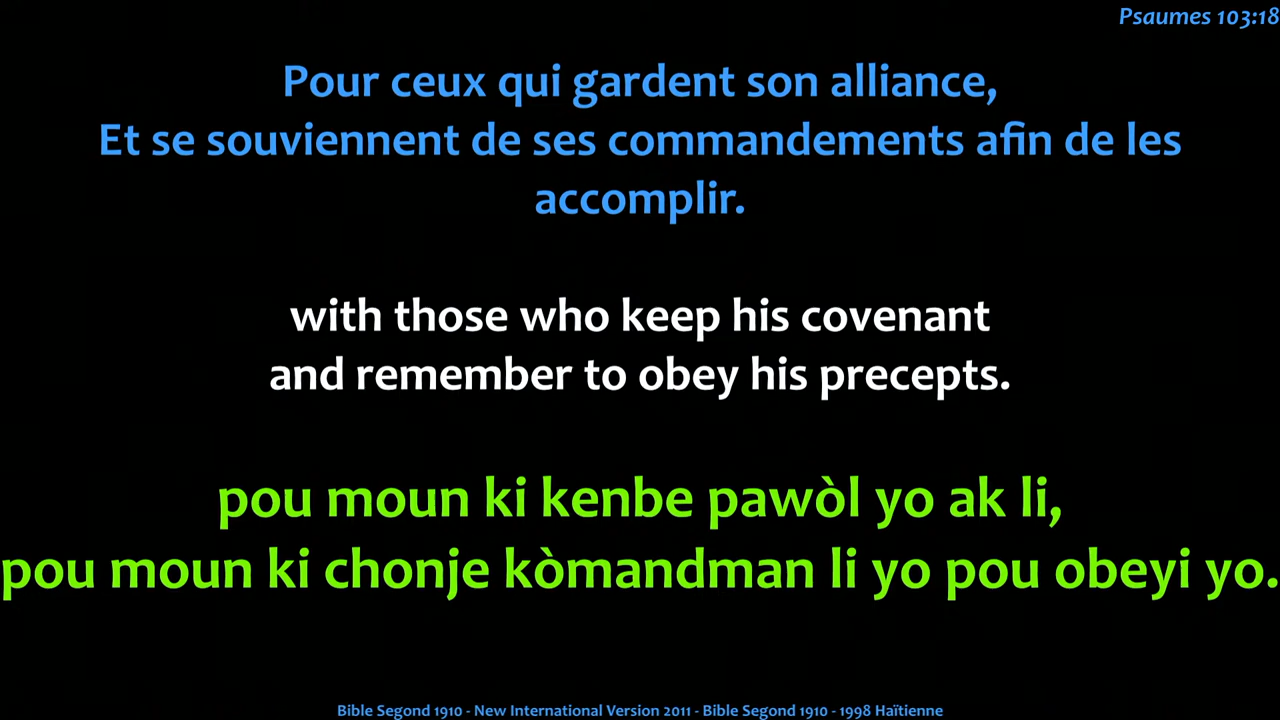 Psaumes 103:18
Pour ceux qui gardent son alliance,
Et se souviennent de ses commandements afin de les
accomplir.
with those who keep his covenant
and remember to obey his precepts.
pou moun ki kenbe pawòl yo ak li,
pou moun ki chonje kòmandman li yo pou obeyi yo.
Bible Segond 1910 - New International Version 2011 - Bible Segond 1910 - 1998 Haïtienne